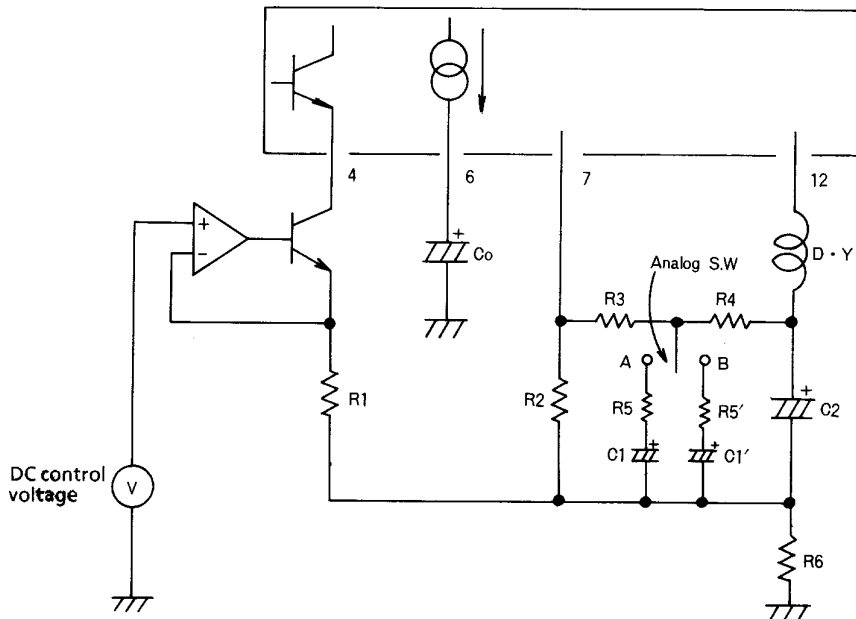 4
6
7
12
+
−
+
Co
Analog S.W
D・Y
R3
R4
A
B
R1
R2
R5
R5′
+
C2
+
C1
+
C1′
DC control
voltage
V
R6